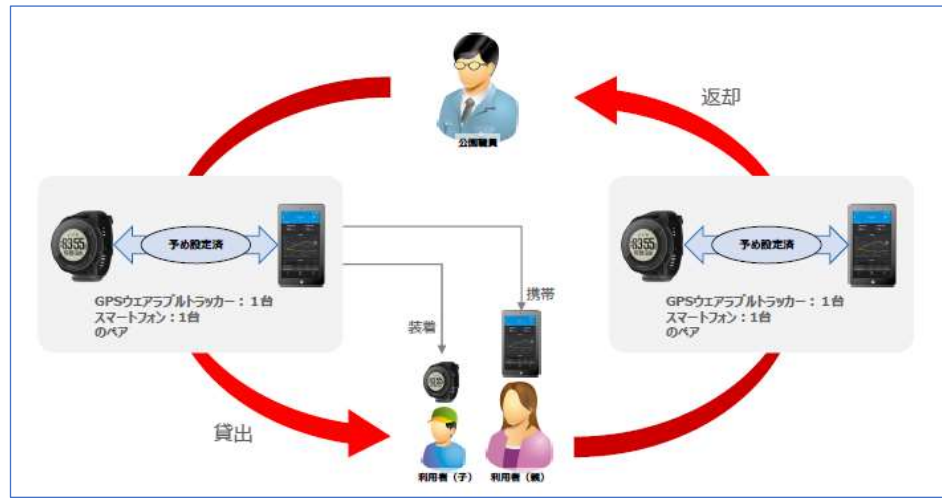 返却
公園職員
予め設定済
GPSウエアラブルトラッカー：１台
スマートフォン：1台
のペア
予め設定済
GPSウエアラブルトラッカー：１台
スマートフォン：1台
のペア
携帯
装着
貸出
利用者（子）
利用者（親）